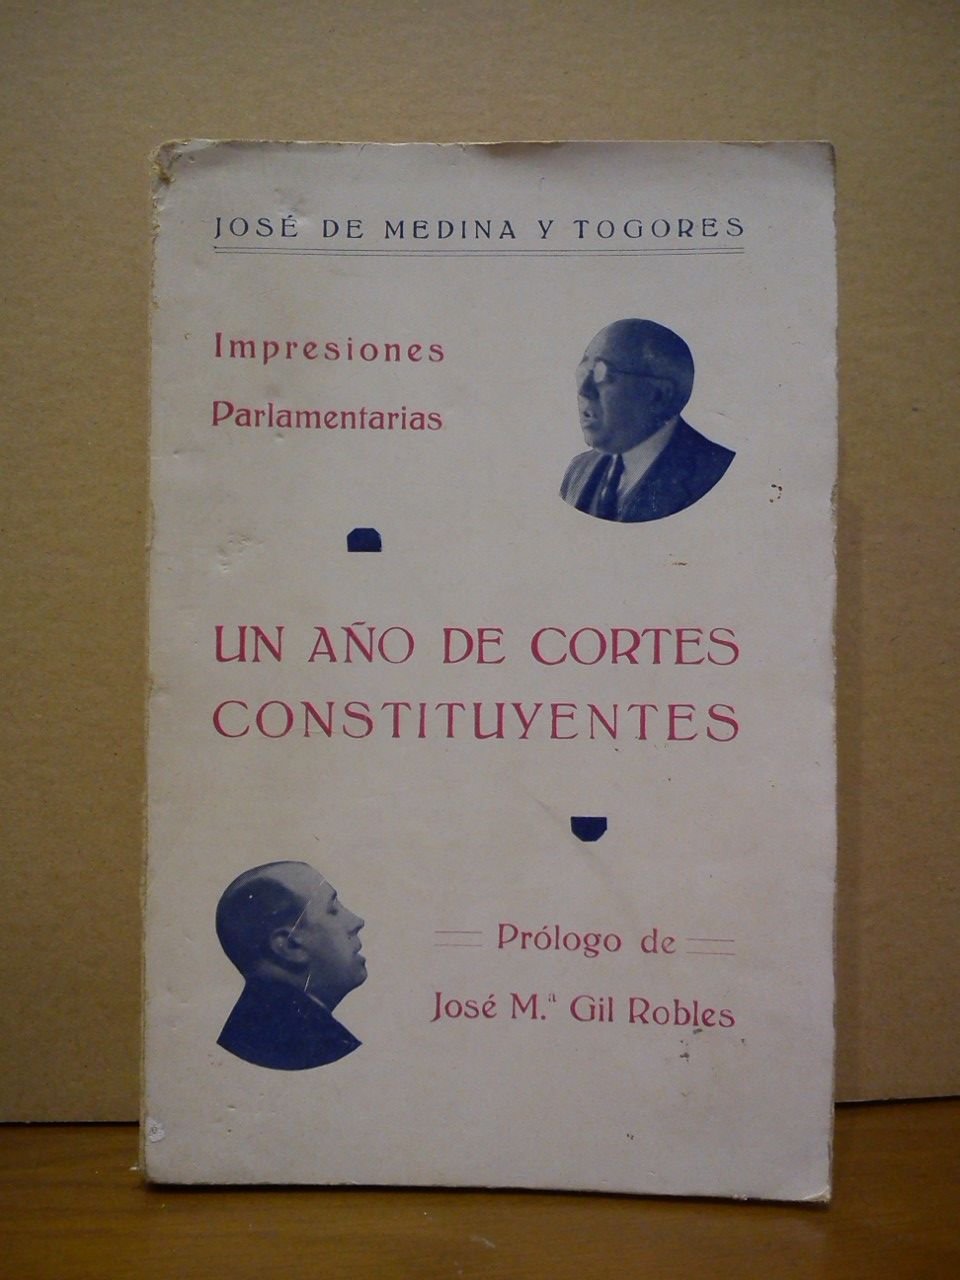 JOSÉ DE MEDINA Y TOGORES
Impresiones
Parlamentarias
UN AÑO DE CORTES
CONSTITUYENTES
Prólogo de
José M.ª Gil Robles